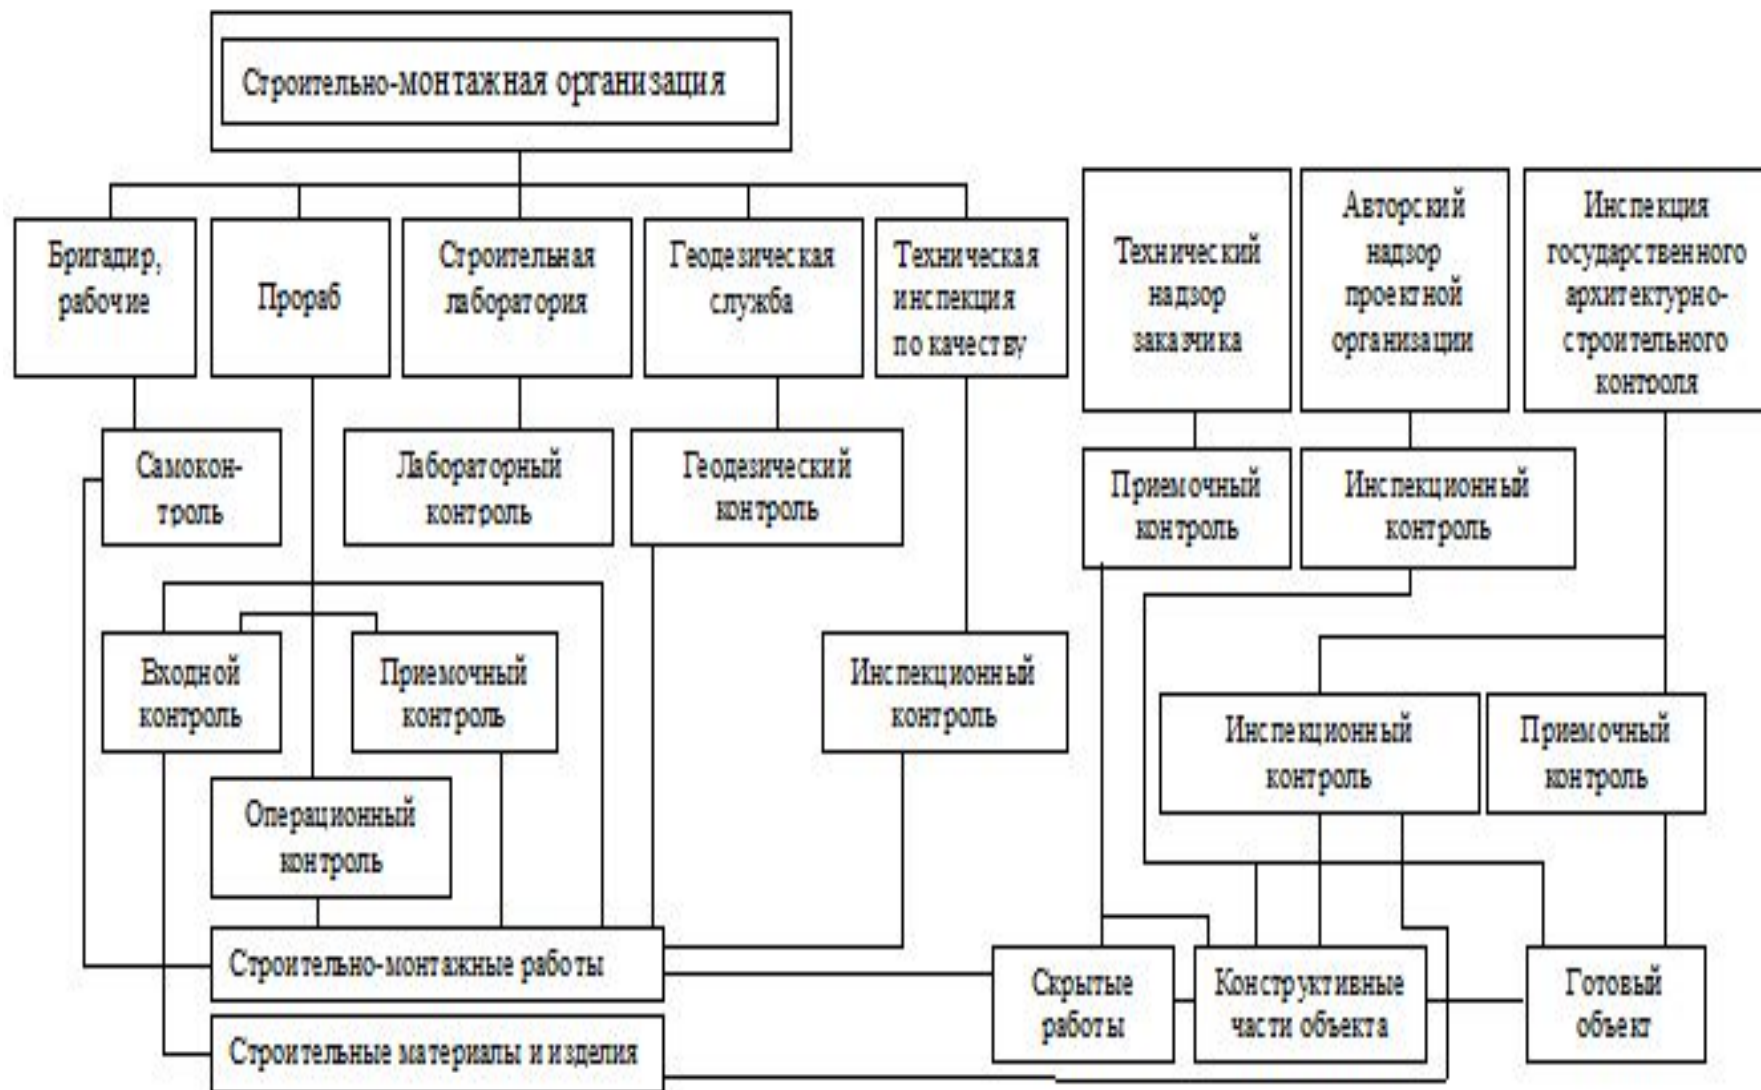 Строительно-монтажная организация
Бригадир,
рабочие
Прораб
Строительная
лаборатория
Геодезическая
служба
Техническая
инспекция
по качеству
Технический
надзор
заказчика
Авторский
надзор
проектной
организации
Инспекция
государственного
архитектурно-
строительного
контроля
Самокон-
троль
Лабораторный
контроль
Геодезический
контроль
Приемочный
контроль
Инспекционный
контроль
Входной
контроль
Приемочный
контроль
Инспекционный
контроль
Инспекционный
контроль
Приемочный
контроль
Операционный
контроль
Строительно-монтажные работы
Скрытые
работы
Конструктивные
части объекта
Готовый
объект
Строительные материалы и изделия